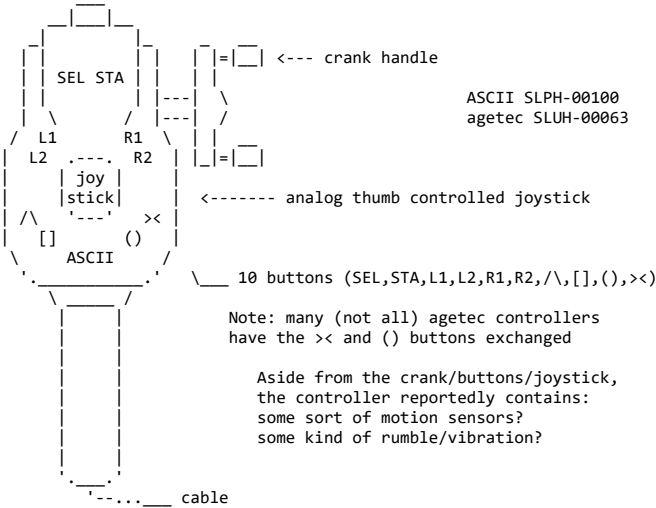 <--- crank handle
SEL STA
ASCII SLPH-00100
agetec SLUH-00063
L1 R1
L2 R2
joy
stick
<------- analog thumb controlled joystick
/\ ><
[] ()
ASCII
\___ 10 buttons (SEL,STA,L1,L2,R1,R2,/\,[],(),><)
Note: many (not all) agetec controllers
have the >< and () buttons exchanged
Aside from the crank/buttons/joystick,
the controller reportedly contains:
some sort of motion sensors?
some kind of rumble/vibration?
cable